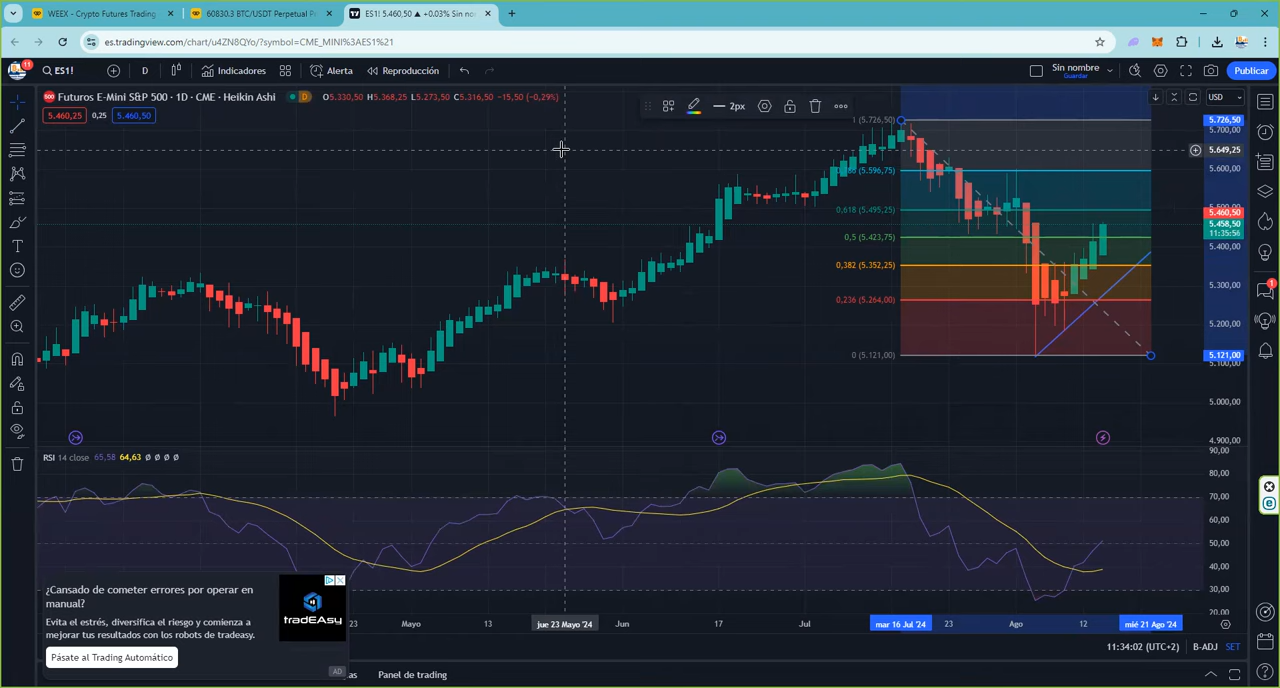 WEEX - Crypto Futures Trading
60830.3 BTC/USDT Perpetual
ES1! 5.460,50 ▲ +0.03% Sin no
es.tradingview.com/chart/u4ZN8QYo/?symbol=CME_MINI%3AES1%21
11
ES1!
D
Indicadores
Alerta
Reproducción
Sin nombre
Guardar
Publicar
500
Futuros E-Mini S&P 500 · 1D · CME · Heikin Ashi
D
O5.330,50 H5.368,25 L5.273,50 C5.316,50 -15,50 (-0,29%)
5.460,25
0,25
5.460,50
2px
USD
1 (5.726,50)
(5.596,75)
0,618 (5.495,25)
0,5 (5.423,75)
0,382 (5.352,25)
0,236 (5.264,00)
0 (5.121,00)
5.726,50
5.700,00
5.649,25
5.600,00
5.460,50
5.458,50
11:35:56
5.400,00
5.300,00
5.200,00
5.121,00
5.100,00
5.000,00
4.900,00
RSI 14 close 65,58 64,63 Ø Ø Ø Ø
90,00
80,00
70,00
60,00
50,00
40,00
30,00
20,00
1
e
¿Cansado de cometer errores por operar en
manual?
Evita el estrés, diversifica el riesgo y comienza a
mejorar tus resultados con los robots de tradeasy.
Pásate al Trading Automático
tradEAsy
AD
23
Mayo
13
jue 23 Mayo '24
Jun
17
Jul
mar 16 Jul '24
23
Ago
12
mié 21 Ago '24
11:34:02 (UTC+2)
B-ADJ
SET
as
Panel de trading